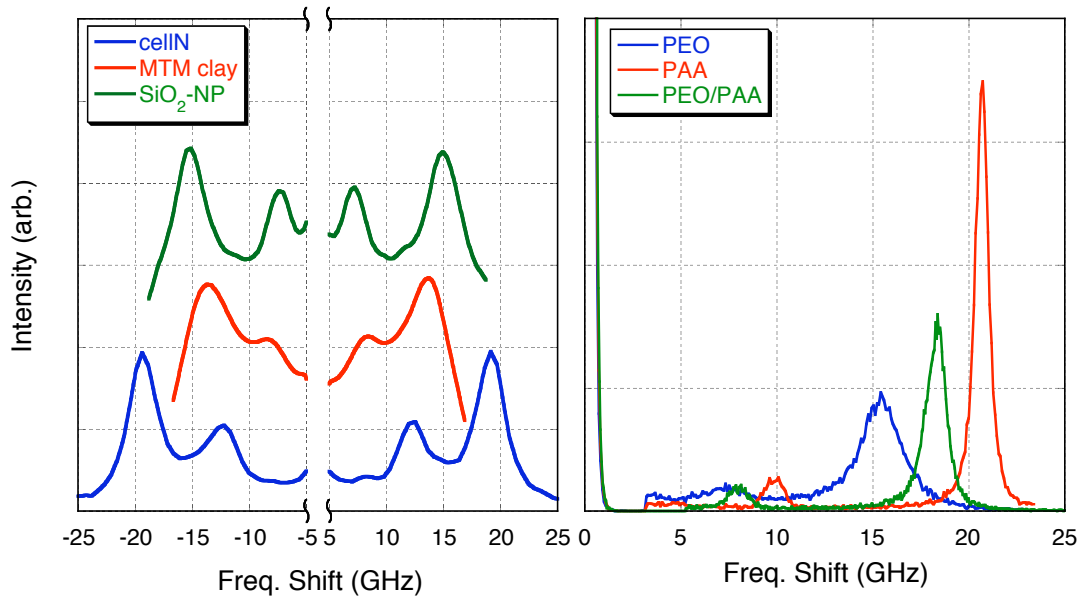 cellN
MTM clay
SiO2-NP
Intensity (arb.)
-25 -20 -15 -10 -5 5 10 15 20 25
Freq. Shift (GHz)
PEO
PAA
PEO/PAA
0 5 10 15 20 25
Freq. Shift (GHz)